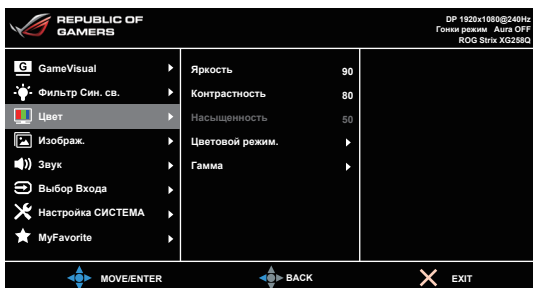 REPUBLIC OF
GAMERS
DP 1920x1080@240Hz
Гонки режим Aura OFF
ROG Strix XG258Q
G GameVisual
Фильтр Син. св.
Цвет
Изображ.
Звук
Выбор Входа
Настройка СИСТЕМА
MyFavorite
Яркость 90
Контрастность 80
Насыщенность 50
Цветовой режим.
Гамма
MOVE/ENTER BACK EXIT